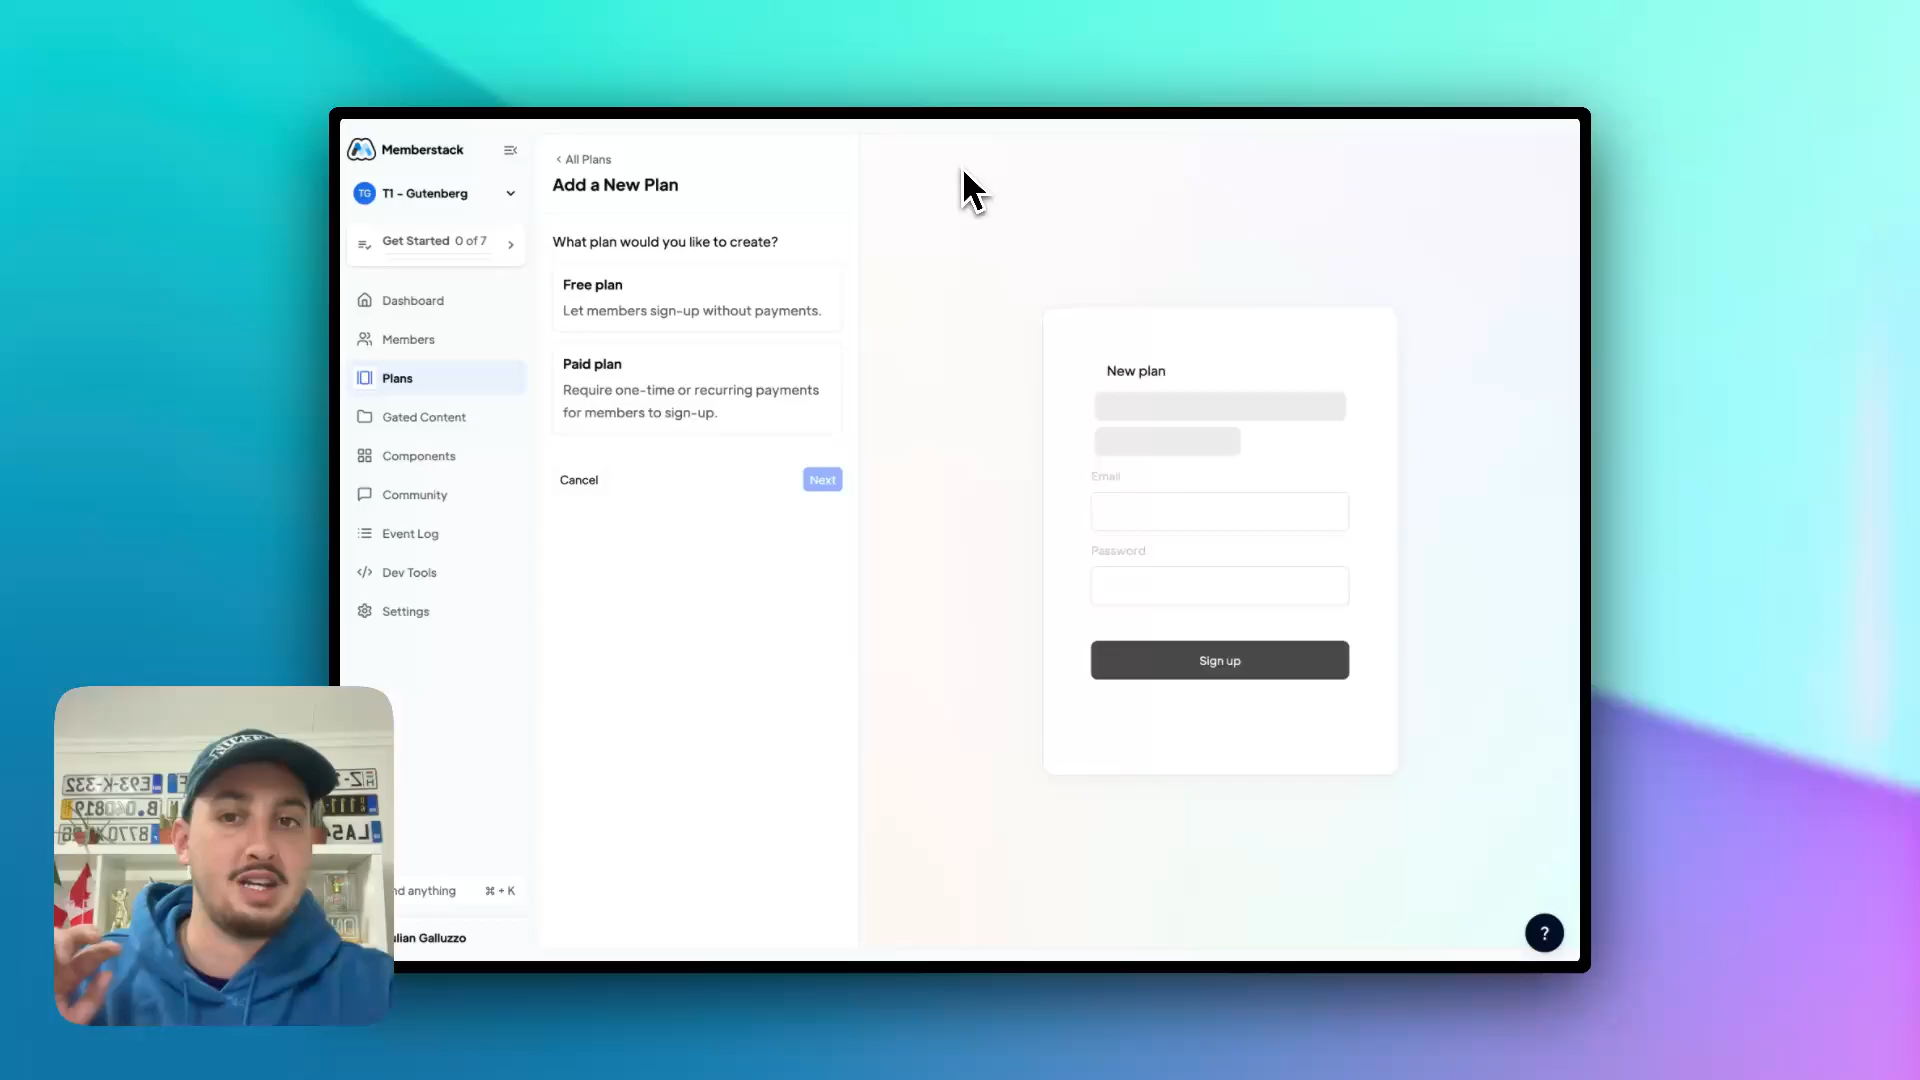 Memberstack
TG T1 - Gutenberg
Get Started 0 of 7
Dashboard
Members
Plans
Gated Content
Components
Community
Event Log
Dev Tools
Settings
nd anything ⌘ + K
lian Galluzzo
< All Plans
Add a New Plan
What plan would you like to create?
Free plan
Let members sign-up without payments.
Paid plan
Require one-time or recurring payments
for members to sign-up.
Cancel
Next
New plan
Email
Password
Sign up
?